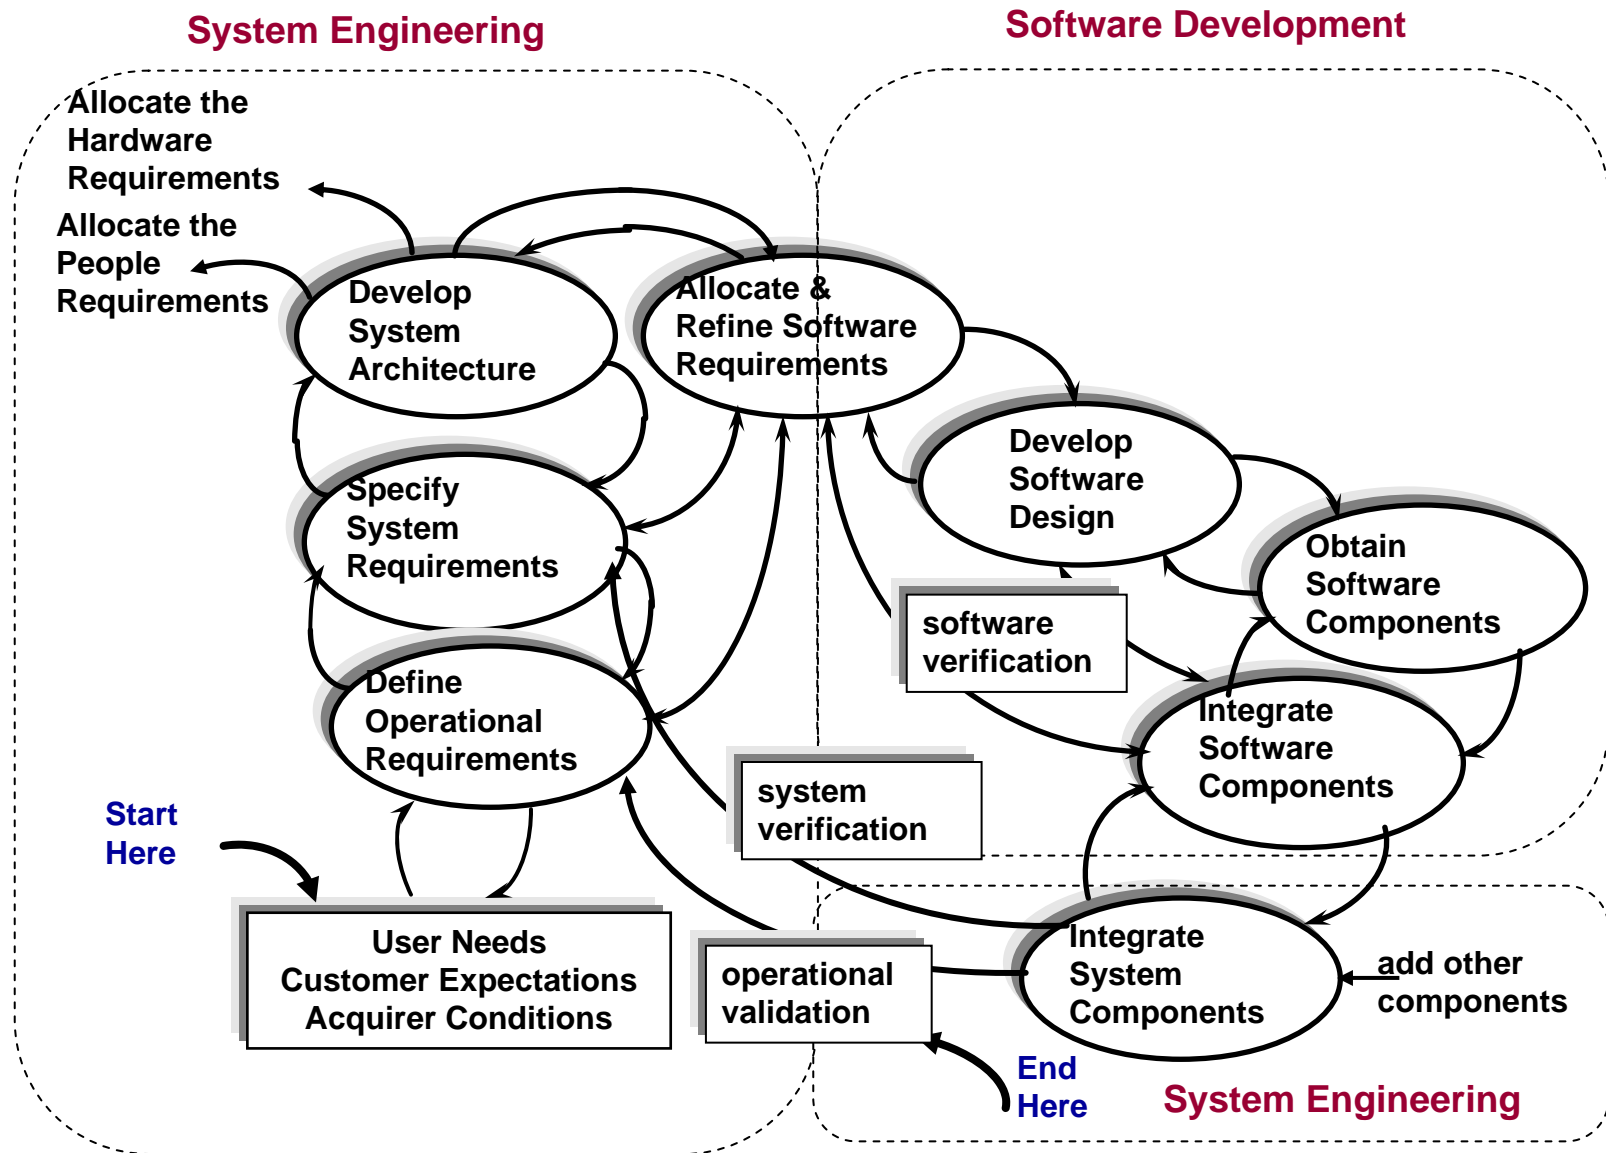 System Engineering
Software Development
Allocate the
Hardware
Requirements
Allocate the
People
Requirements
Develop
System
Architecture
Allocate &
Refine Software
Requirements
Specify
System
Requirements
Develop
Software
Design
Obtain
Software
Components
software
verification
Define
Operational
Requirements
Integrate
Software
Components
system
verification
Start
Here
User Needs
Customer Expectations
Acquirer Conditions
operational
validation
Integrate
System
Components
add other
components
End
Here
System Engineering